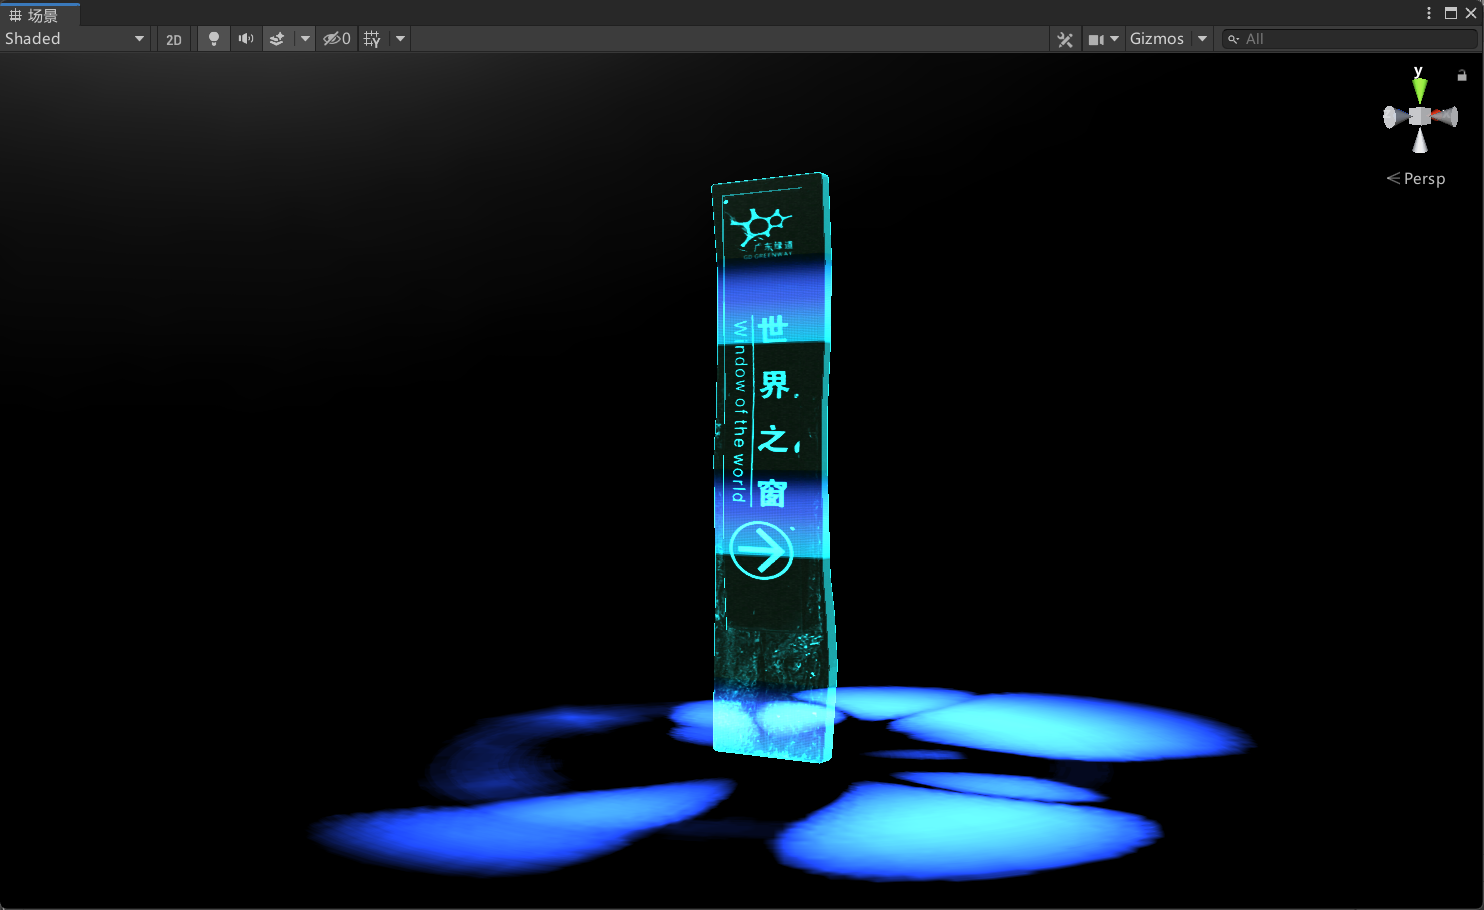 场景
Shaded
2D
0
Gizmos
All
y
Persp
广东绿道
GD GREENWAY
世界之窗
Window of the world